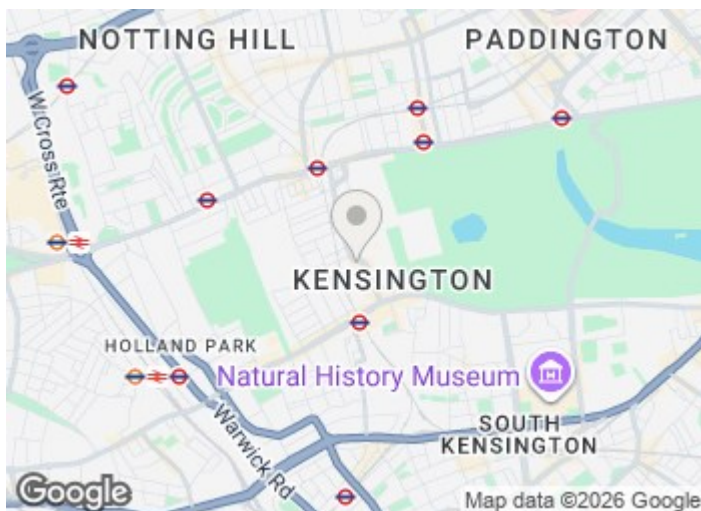 NOTTING HILL
PADDINGTON
W Cross Rte
KENSINGTON
HOLLAND PARK
Natural History Museum
Warwick Rd
SOUTH
KENSINGTON
Google
Map data ©2026 Google